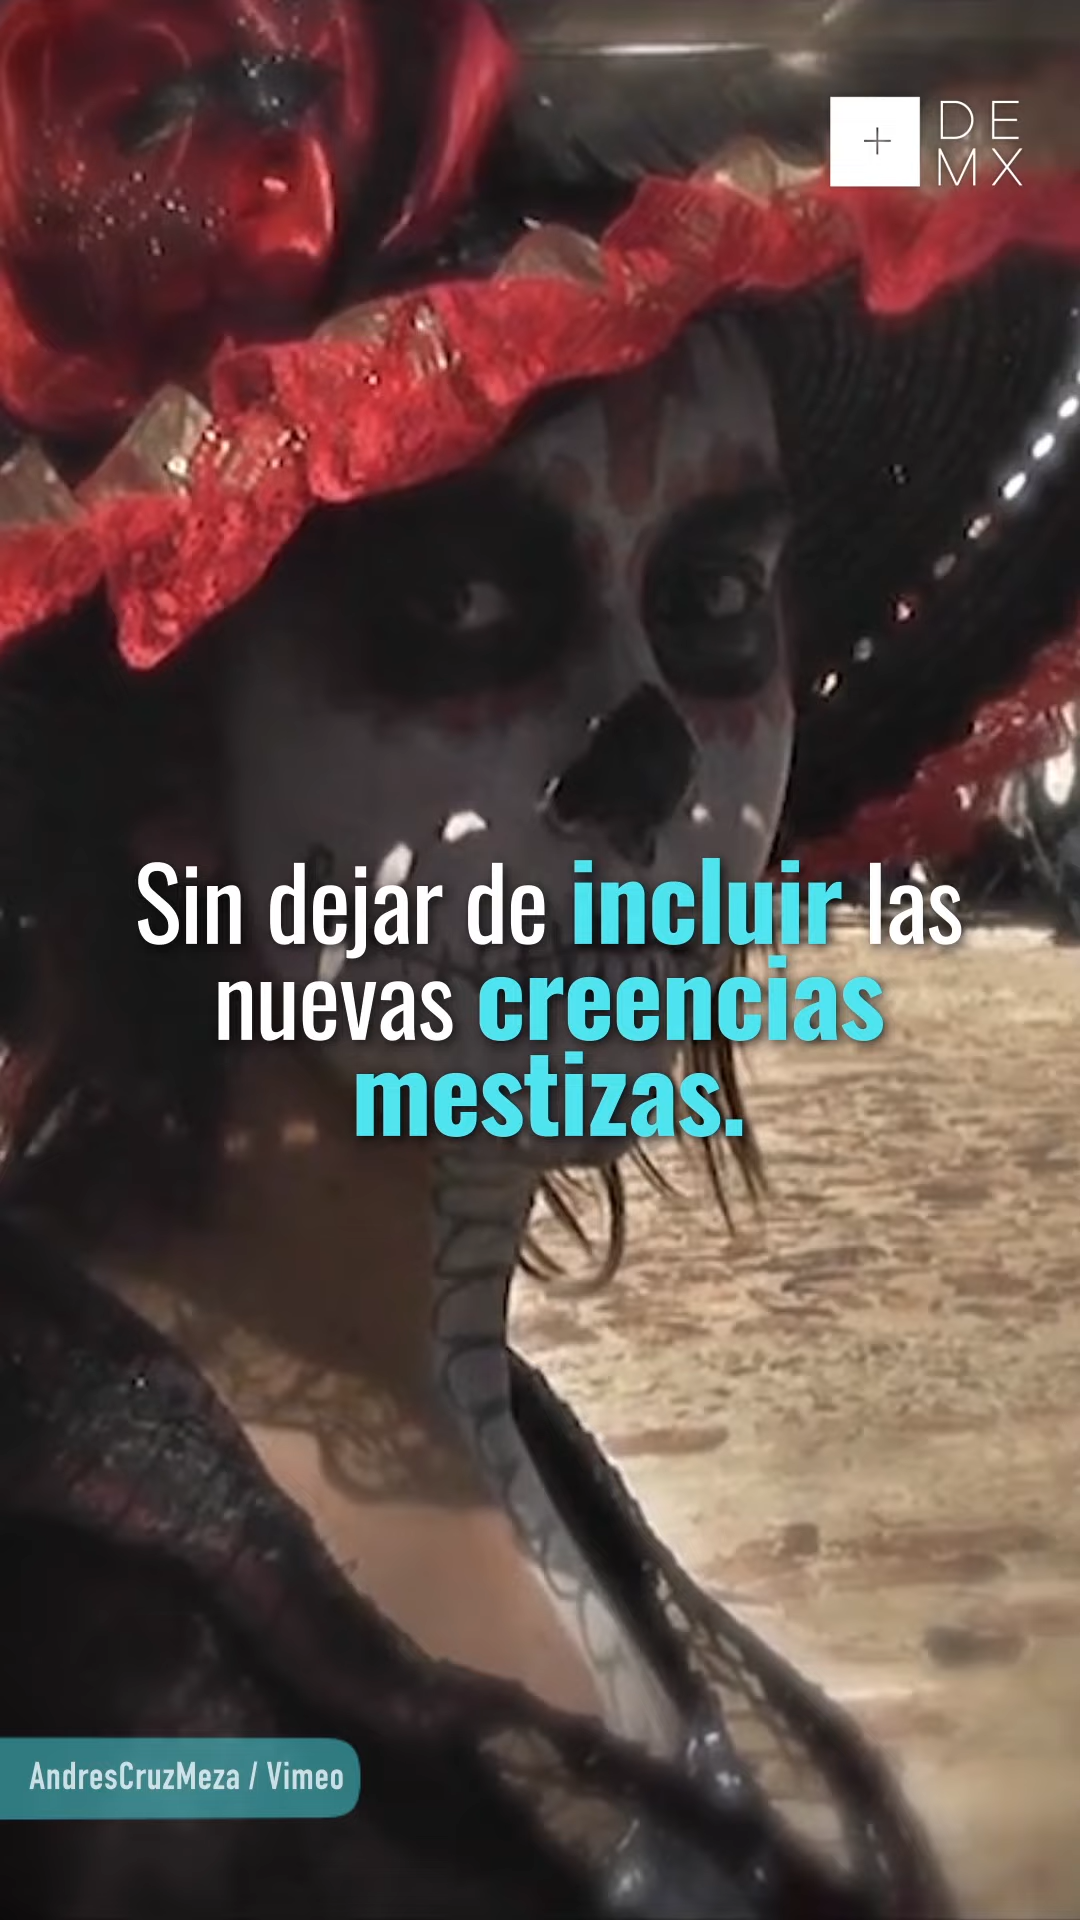 + DE
MX
Sin dejar de incluir las
nuevas creencias
mestizas.
AndresCruzMeza / Vimeo